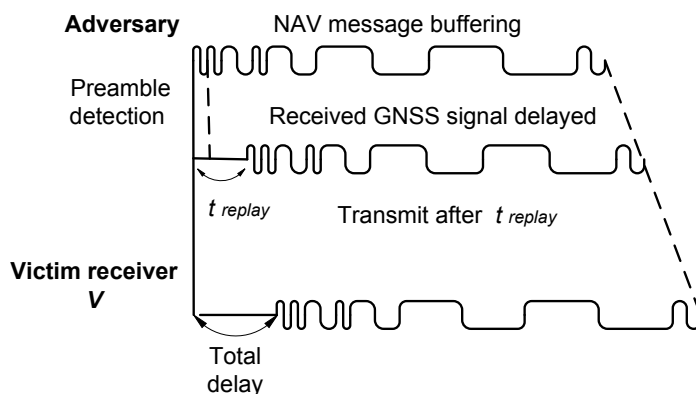 Adversary
NAV message buffering
Preamble
detection
Received GNSS signal delayed
t replay
Transmit after t replay
Victim receiver
V
Total
delay